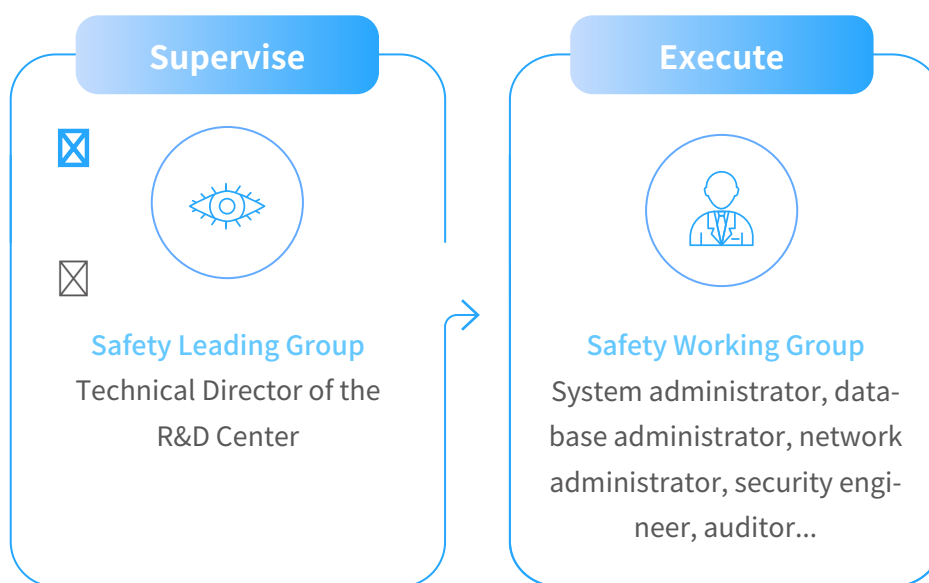 Supervise
Safety Leading Group
Technical Director of the
R&D Center
Execute
Safety Working Group
System administrator, data-
base administrator, network
administrator, security engi-
neer, auditor...